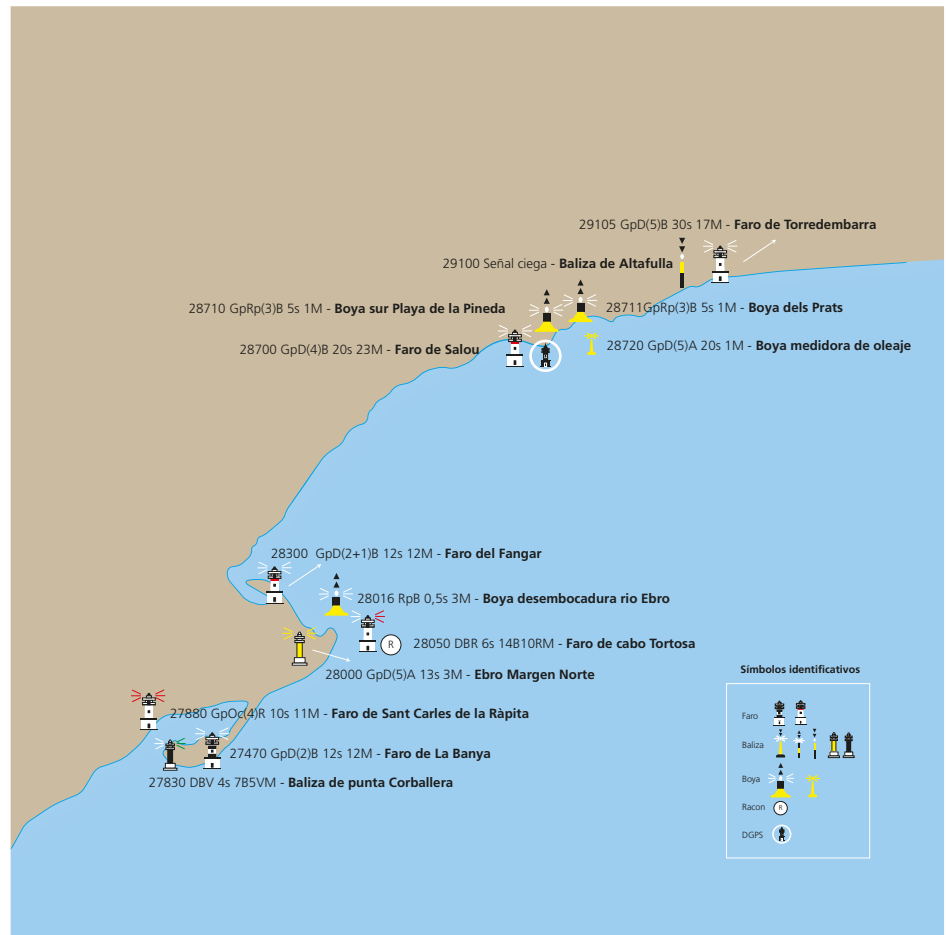 29105 GpD(5)B 30s 17M - Faro de Torredembarra
29100 Señal ciega - Baliza de Altafulla
28710 GpRp(3)B 5s 1M - Boya sur Playa de la Pineda
28711GpRp(3)B 5s 1M - Boya dels Prats
28700 GpD(4)B 20s 23M - Faro de Salou
28720 GpD(5)A 20s 1M - Boya medidora de oleaje
28300 GpD(2+1)B 12s 12M - Faro del Fangar
28016 RpB 0,5s 3M - Boya desembocadura rio Ebro
R
28050 DBR 6s 14B10RM - Faro de cabo Tortosa
28000 GpD(5)A 13s 3M - Ebro Margen Norte
27880 GpOc(4)R 10s 11M - Faro de Sant Carles de la Ràpita
27470 GpD(2)B 12s 12M - Faro de La Banya
27830 DBV 4s 7B5VM - Baliza de punta Corballera
Símbolos identificativos
Faro
Baliza
Boya
Racon R
DGPS